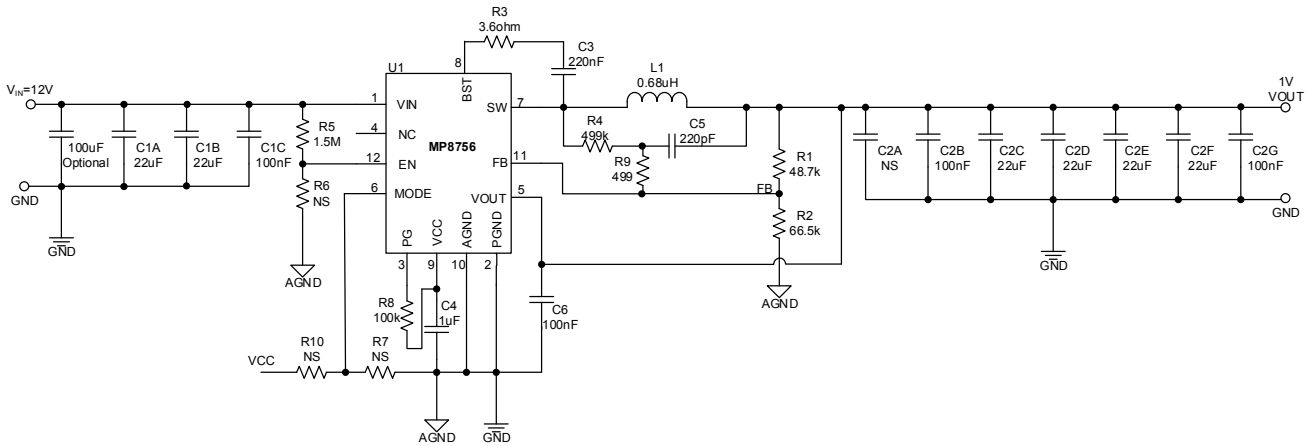 R3
3.6ohm
C3
220nF
U1
8
BST
L1
0.68uH
1V
VOUT
VIN=12V
1
VIN
SW
7
100uF
Optional
C1A
22uF
C1B
22uF
C1C
100nF
R5
1.5M
4
NC
MP8756
R4
499k
C5
220pF
12
EN
FB
11
R9
499
R1
48.7k
C2A
NS
C2B
100nF
C2C
22uF
C2D
22uF
C2E
22uF
C2F
22uF
C2G
100nF
6
MODE
VOUT
5
FB
R6
NS
R2
66.5k
GND
GND
GND
PG
VCC
AGND
PGND
3
9
10
2
GND
AGND
AGND
R8
100k
C4
1uF
C6
100nF
VCC
R10
NS
R7
NS
AGND
GND